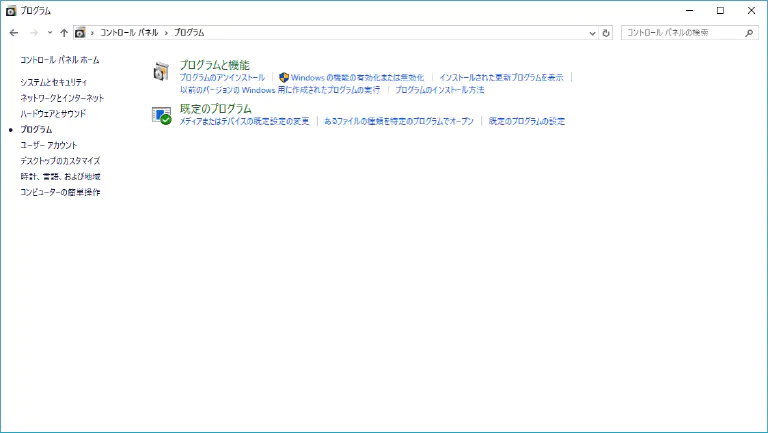 プログラム
コントロール パネル › プログラム
コントロール パネルの検索
コントロール パネル ホーム
システムとセキュリティ
ネットワークとインターネット
ハードウェアとサウンド
プログラム
ユーザー アカウント
デスクトップのカスタマイズ
時計、言語、および地域
コンピューターの簡単操作
プログラムと機能
プログラムのアンインストール | Windows の機能の有効化または無効化 | インストールされた更新プログラムを表示 |
以前のバージョンの Windows 用に作成されたプログラムの実行 | プログラムのインストール方法
既定のプログラム
メディアまたはデバイスの既定設定の変更 | あるファイルの種類を特定のプログラムでオープン | 既定のプログラムの設定